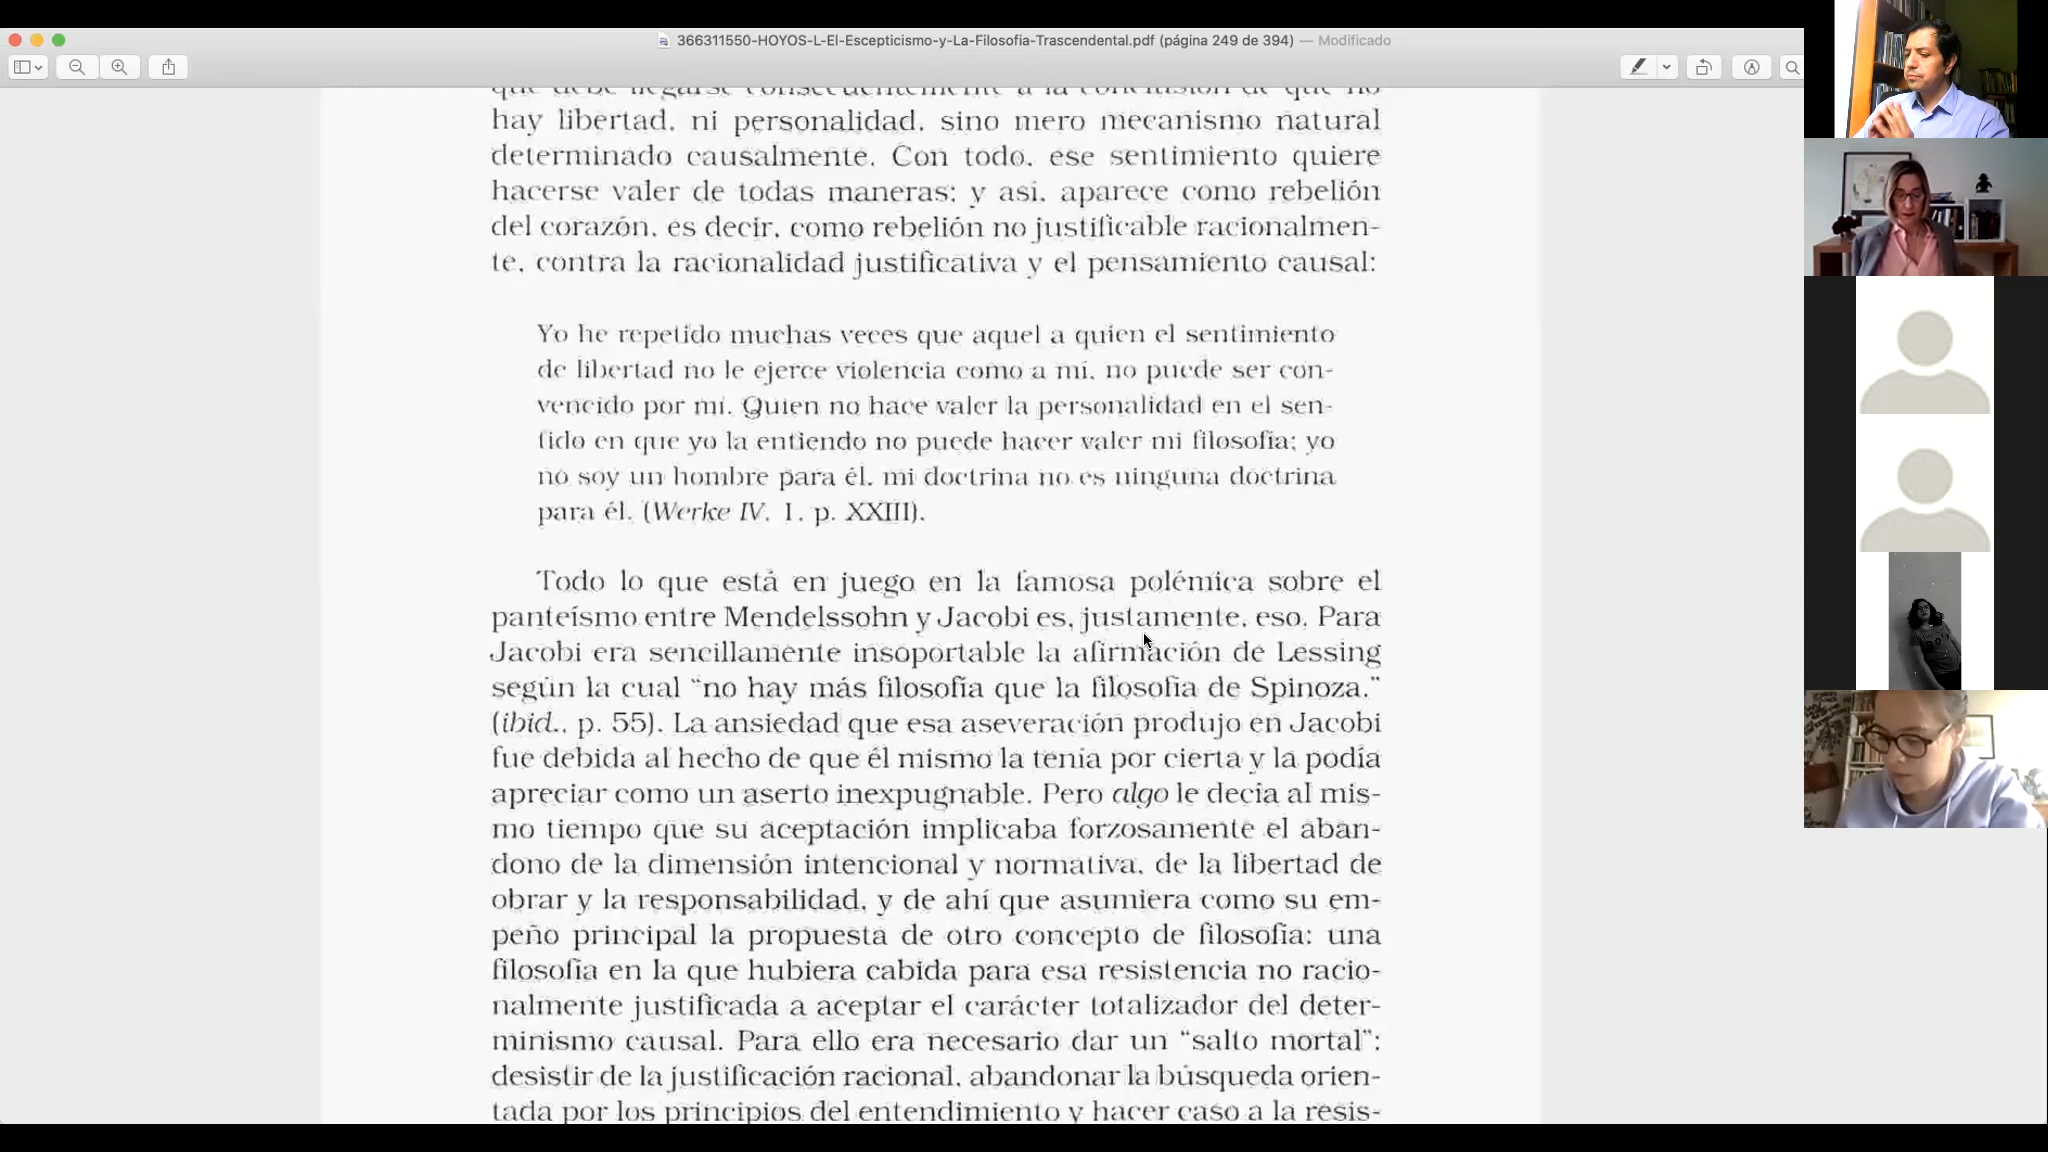 366311550-HOYOS-L-El-Escepticismo-y-La-Filosofia-Trascendental.pdf (página 249 de 394) — Modificado
que debe llegarse consecuentemente a la conclusión de que no
hay libertad, ni personalidad, sino mero mecanismo natural
determinado causalmente. Con todo, ese sentimiento quiere
hacerse valer de todas maneras; y así, aparece como rebelión
del corazón, es decir, como rebelión no justificable racionalmen-
te, contra la racionalidad justificativa y el pensamiento causal:
Yo he repetido muchas veces que aquel a quien el sentimiento
de libertad no le ejerce violencia como a mí, no puede ser con-
vencido por mí. Quien no hace valer la personalidad en el sen-
tido en que yo la entiendo no puede hacer valer mi filosofía; yo
no soy un hombre para él, mi doctrina no es ninguna doctrina
para él. (Werke IV, 1, p. XXIII).
Todo lo que está en juego en la famosa polémica sobre el
panteísmo entre Mendelssohn y Jacobi es, justamente, eso. Para
Jacobi era sencillamente insoportable la afirmación de Lessing
según la cual “no hay más filosofía que la filosofía de Spinoza.”
(ibid., p. 55). La ansiedad que esa aseveración produjo en Jacobi
fue debida al hecho de que él mismo la tenía por cierta y la podía
apreciar como un aserto inexpugnable. Pero algo le decía al mis-
mo tiempo que su aceptación implicaba forzosamente el aban-
dono de la dimensión intencional y normativa, de la libertad de
obrar y la responsabilidad, y de ahí que asumiera como su em-
peño principal la propuesta de otro concepto de filosofía: una
filosofía en la que hubiera cabida para esa resistencia no racio-
nalmente justificada a aceptar el carácter totalizador del deter-
minismo causal. Para ello era necesario dar un “salto mortal”:
desistir de la justificación racional, abandonar la búsqueda orien-
tada por los principios del entendimiento y hacer caso a la resis-